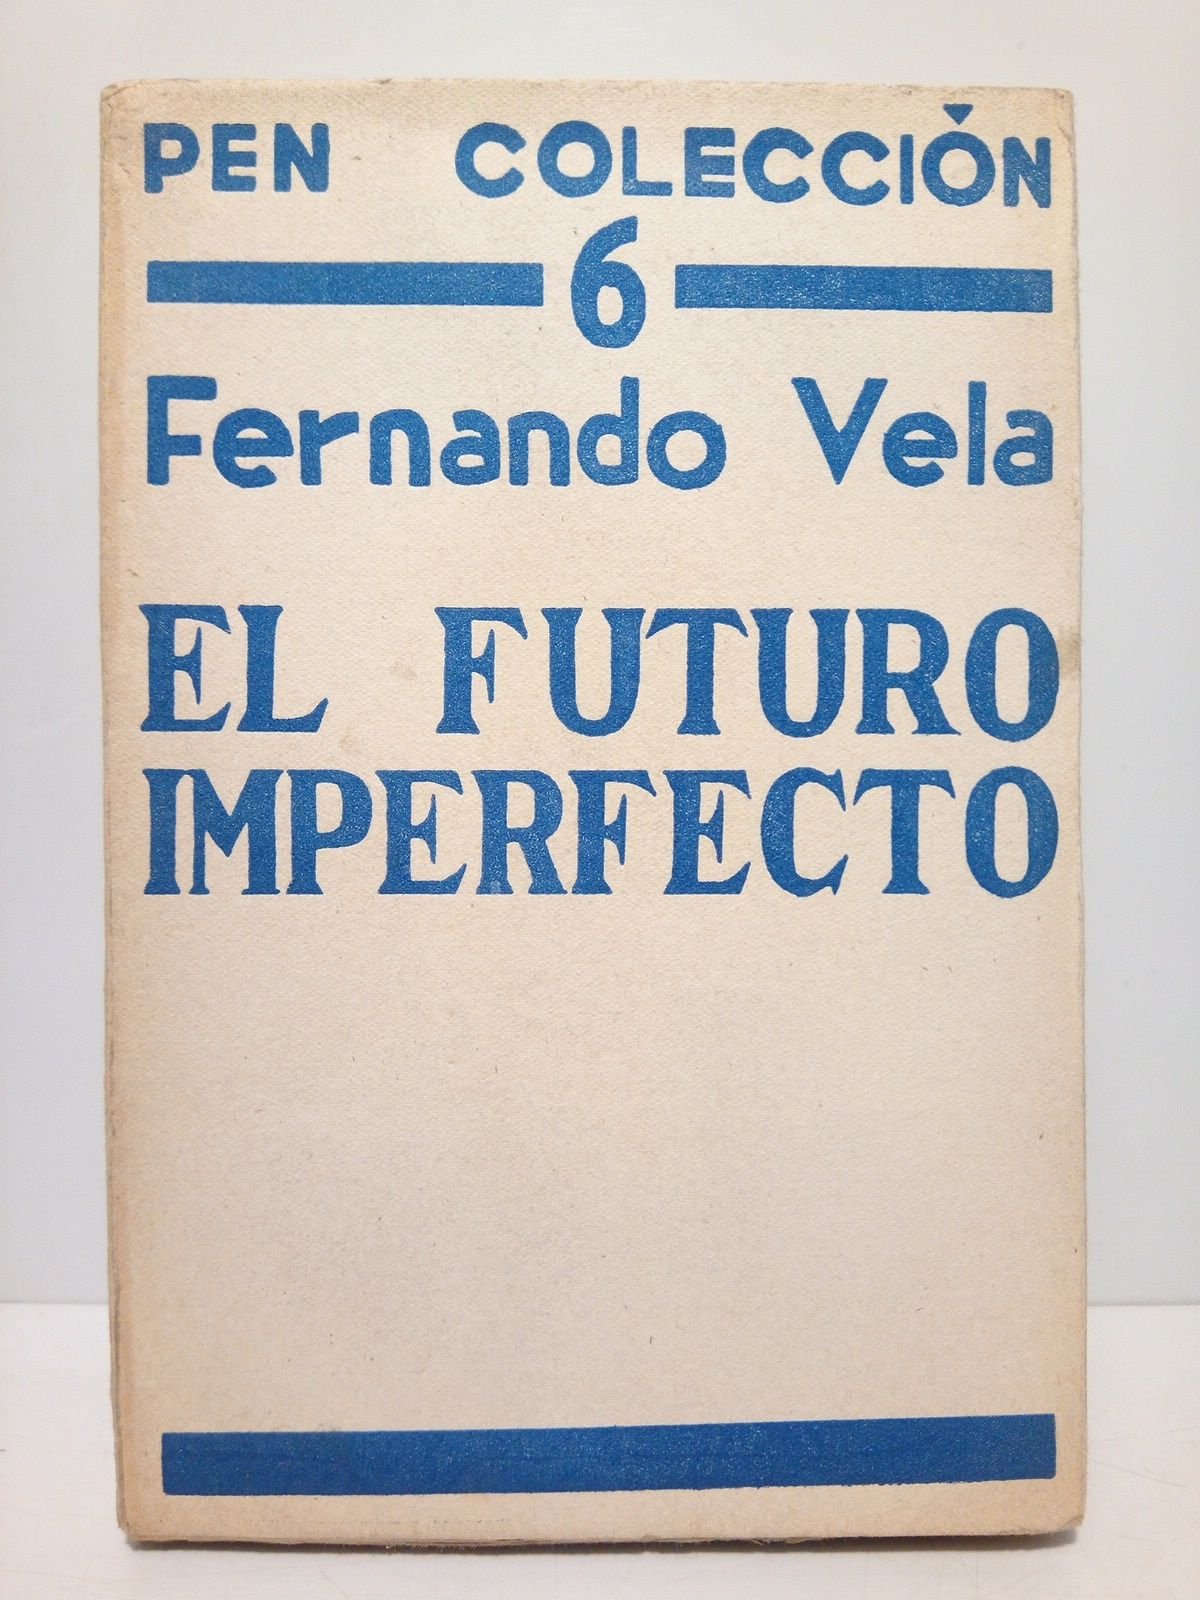 PEN COLECCIÓN
6
Fernando Vela
EL FUTURO
IMPERFECTO